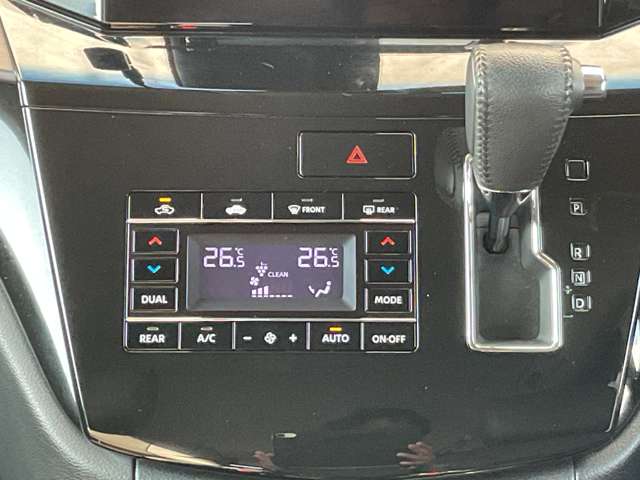 FRONT
REAR
P
26.5°C
26.5°C
CLEAN
R
N
D
DUAL
MODE
REAR
A/C
AUTO
ON·OFF